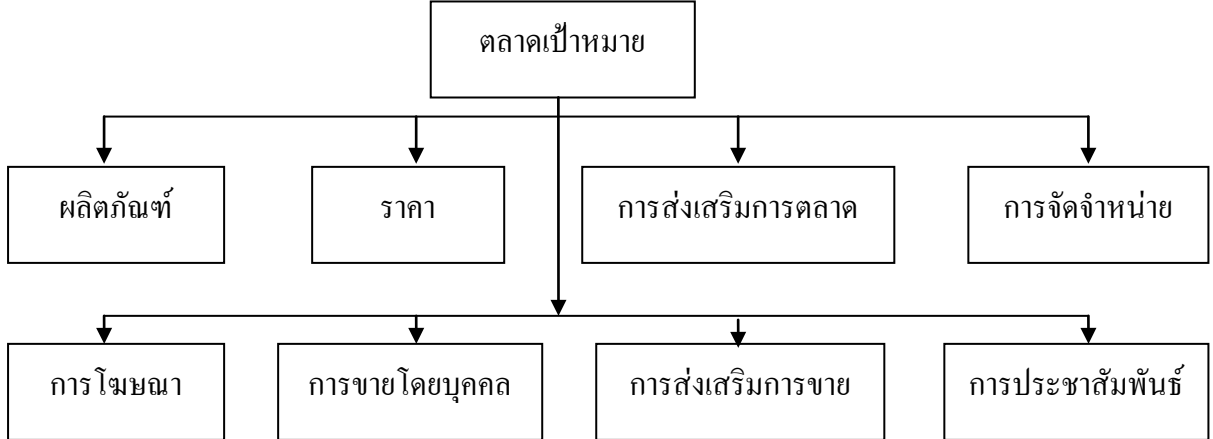 ตลาดเป้าหมาย
ผลิตภัณฑ์
ราคา
การส่งเสริมการตลาด
การจัดจำหน่าย
การโฆษณา
การขายโดยบุคคล
การส่งเสริมการขาย
การประชาสัมพันธ์